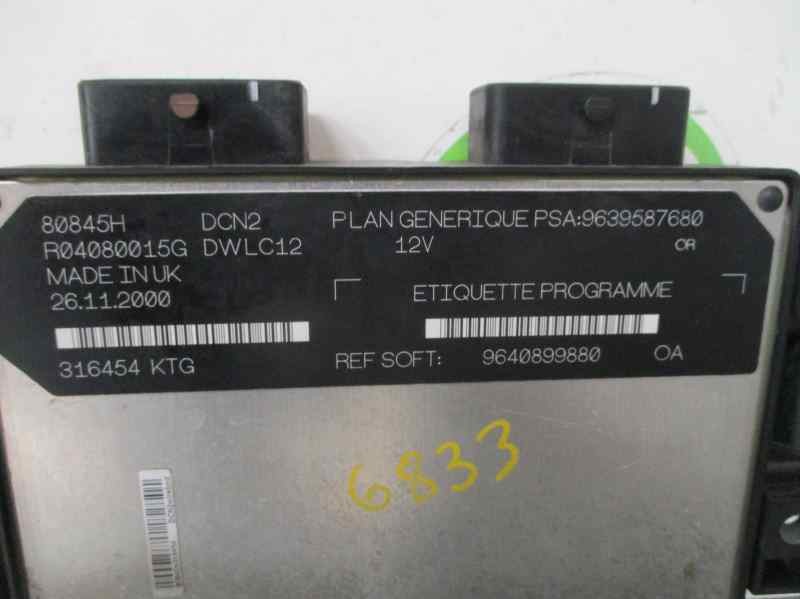 80845H DCN2 PLAN GENERIQUE PSA:9639587680
R04080015G DWLC12 12V OR
MADE IN UK
26.11.2000 ETIQUETTE PROGRAMME
316454 KTG REF SOFT: 9640899880 OA
6833